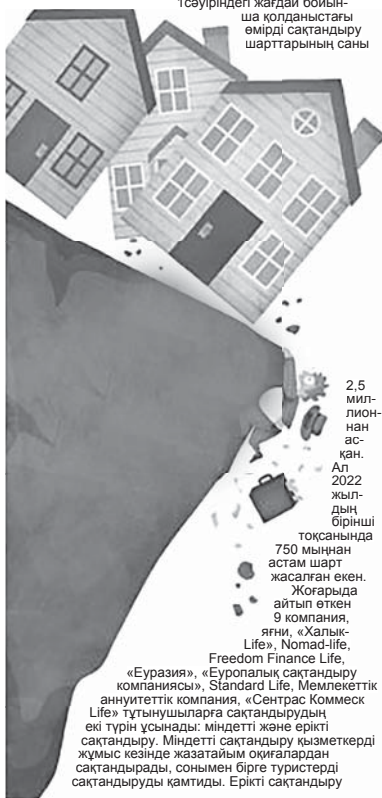 1сәуіріндегі жағдай бойын-
ша қолданыстағы
өмірді сақтандыру
шарттарының саны
2,5
мил-
лион-
нан
ас-
қан.
Ал
2022
жыл-
дың
бірінші
тоқсанында
750 мыңнан
астам шарт
жасалған екен.
Жоғарыда
айтып өткен
9 компания,
яғни, «Халык-
Life», Nomad-life,
Freedom Finance Life,
«Еуразия», «Еуропалық сақтандыру
компаниясы», Standard Life, Мемлекеттік
аннуитеттік компания, «Сентрас Коммеск
Life» тұтынушыларға сақтандырудың
екі түрін ұсынады: міндетті және ерікті
сақтандыру. Міндетті сақтандыру қызметкерді
жұмыс кезінде жазатайым оқиғалардан
сақтандырады, сонымен бірге туристерді
сақтандыруды қамтиды. Ерікті сақтандыру